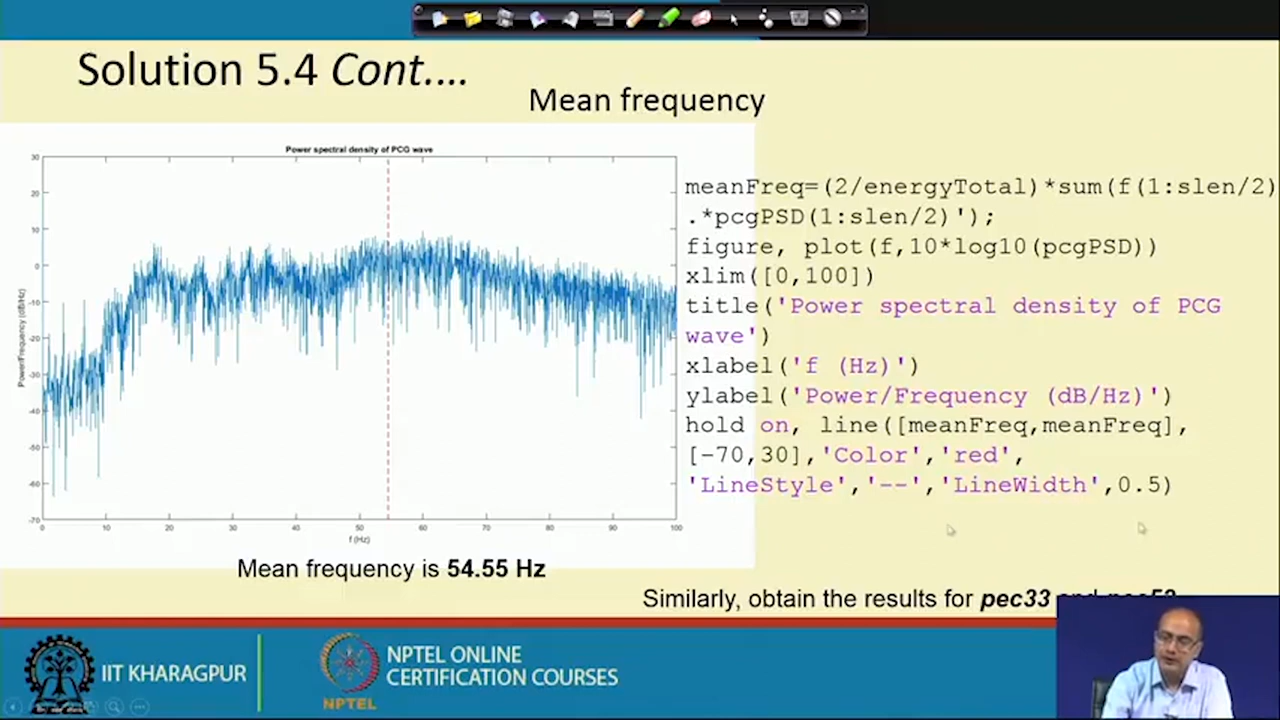 Solution 5.4 Cont....
Mean frequency
Power spectral density of PCG wave
30
20
10
0
-10
-20
-30
-40
-50
-60
-70
Power/Frequency (dB/Hz)
0 10 20 30 40 50 60 70 80 90 100
f (Hz)
meanFreq=(2/energyTotal)*sum(f(1:slen/2)
.*pcgPSD(1:slen/2)');
figure, plot(f,10*log10(pcgPSD))
xlim([0,100])
title('Power spectral density of PCG
wave')
xlabel('f (Hz)')
ylabel('Power/Frequency (dB/Hz)')
hold on, line([meanFreq,meanFreq],
[-70,30],'Color','red',
'LineStyle','--','LineWidth',0.5)
Mean frequency is 54.55 Hz
Similarly, obtain the results for pec33
IIT KHARAGPUR
NPTEL
NPTEL ONLINE
CERTIFICATION COURSES